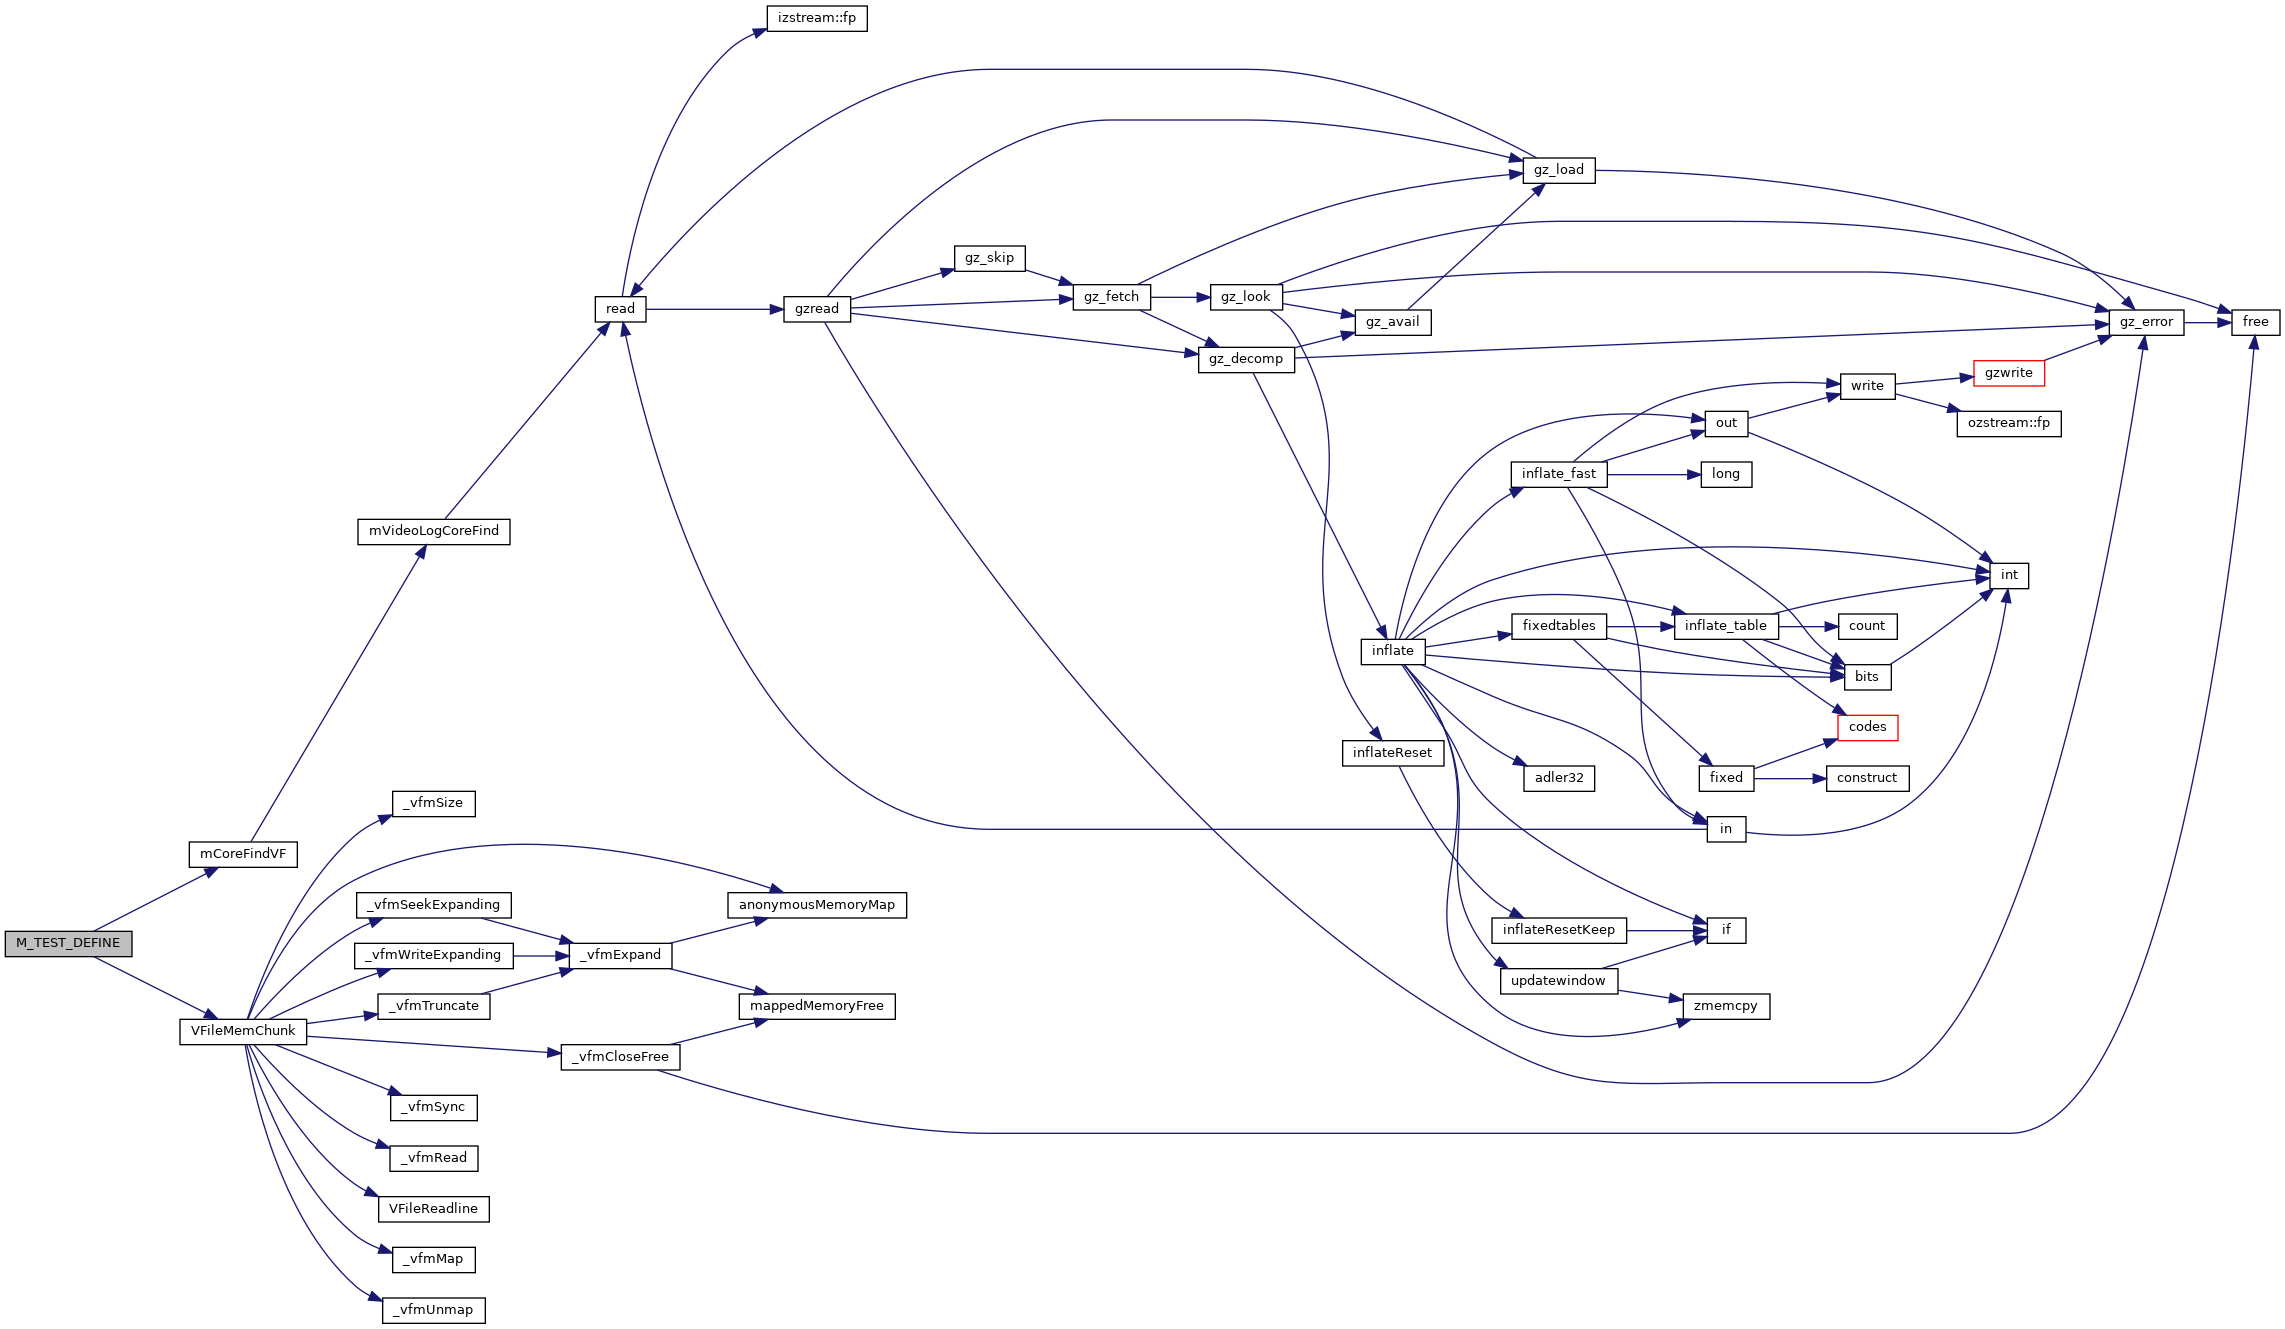 izstream::fp
gz_load
gz_skip
gz_fetch
gz_look
read
gzread
gz_avail
gz_error
free
gz_decomp
gzwrite
write
out
ozstream::fp
inflate_fast
long
mVideoLogCoreFind
int
fixedtables
inflate_table
count
inflate
bits
codes
inflateReset
adler32
fixed
construct
_vfmSize
in
mCoreFindVF
_vfmSeekExpanding
anonymousMemoryMap
inflateResetKeep
if
M_TEST_DEFINE
_vfmWriteExpanding
_vfmExpand
updatewindow
_vfmTruncate
mappedMemoryFree
zmemcpy
VFileMemChunk
_vfmCloseFree
_vfmSync
_vfmRead
VFileReadline
_vfmMap
_vfmUnmap